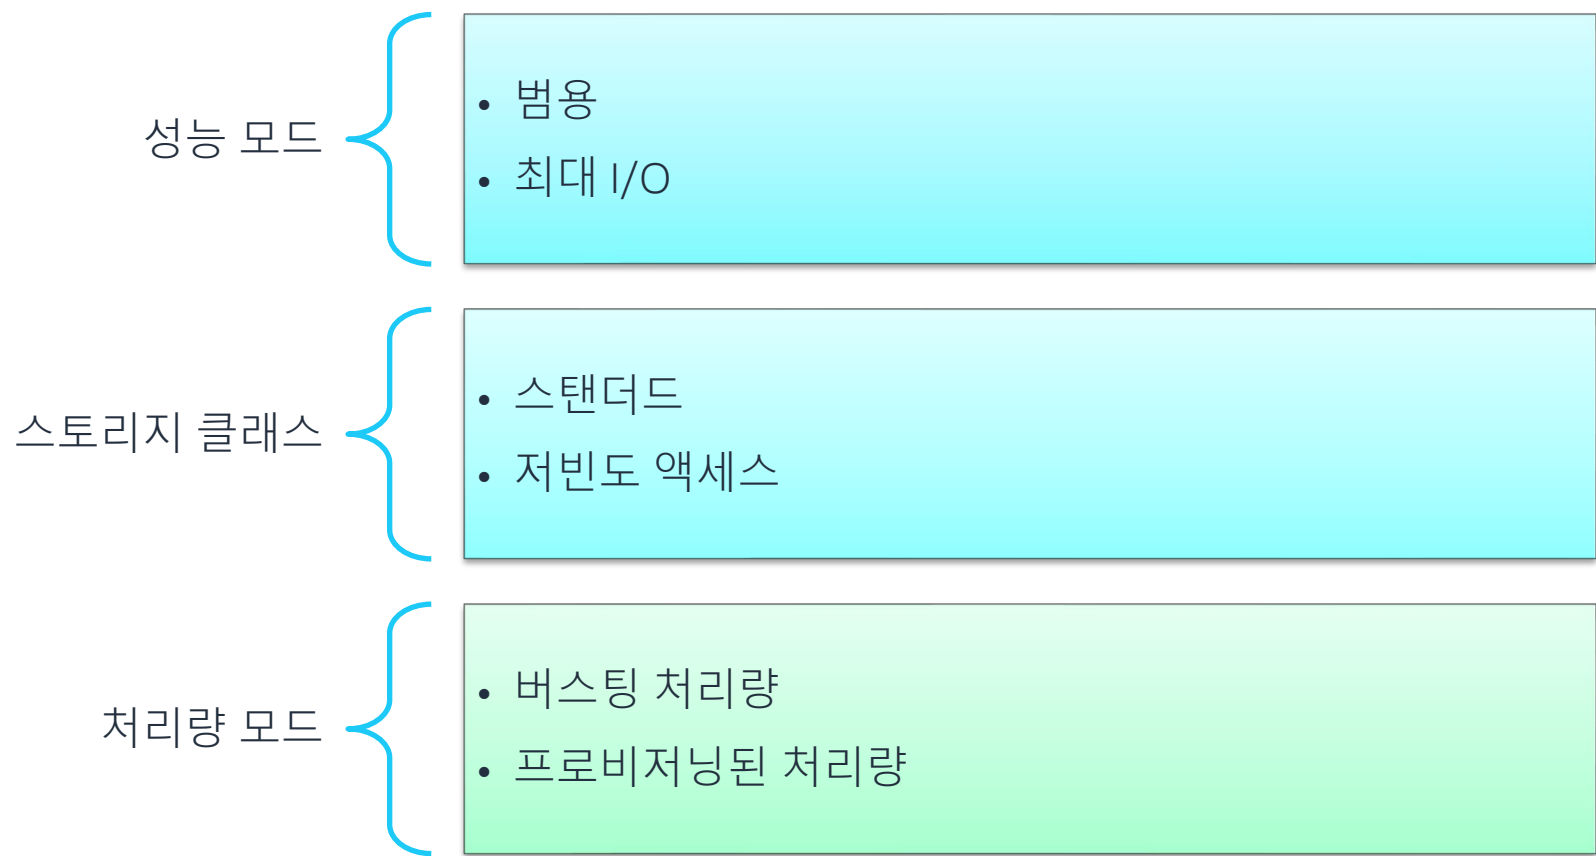 성능 모드
• 범용
• 최대 I/O
스토리지 클래스
• 스탠더드
• 저빈도 액세스
처리량 모드
• 버스팅 처리량
• 프로비저닝된 처리량